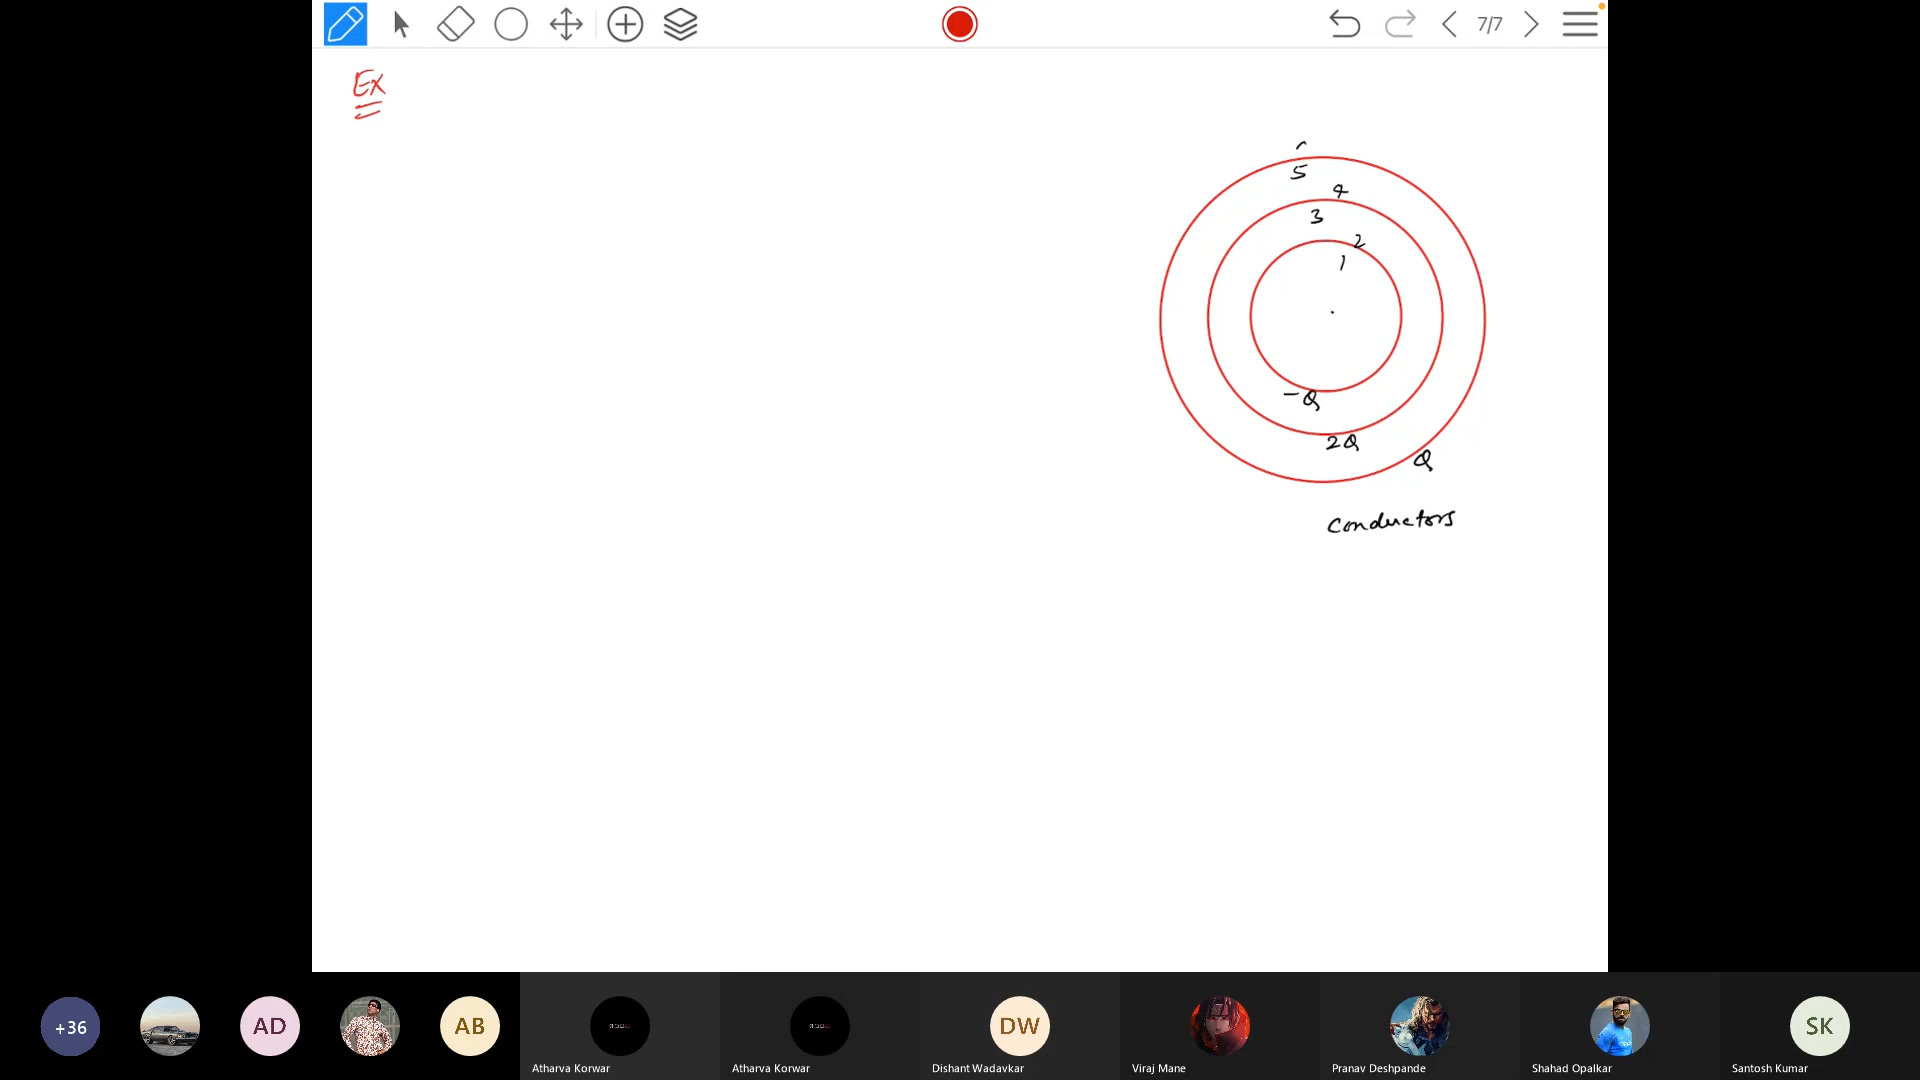 7/7
Ex
5
4
3
2
1
-Q
2Q
Q
Conductors
+36
AD
AB
DW
SK
Atharva Korwar
Atharva Korwar
Dishant Wadavkar
Viraj Mane
Pranav Deshpande
Shahad Opalkar
Santosh Kumar